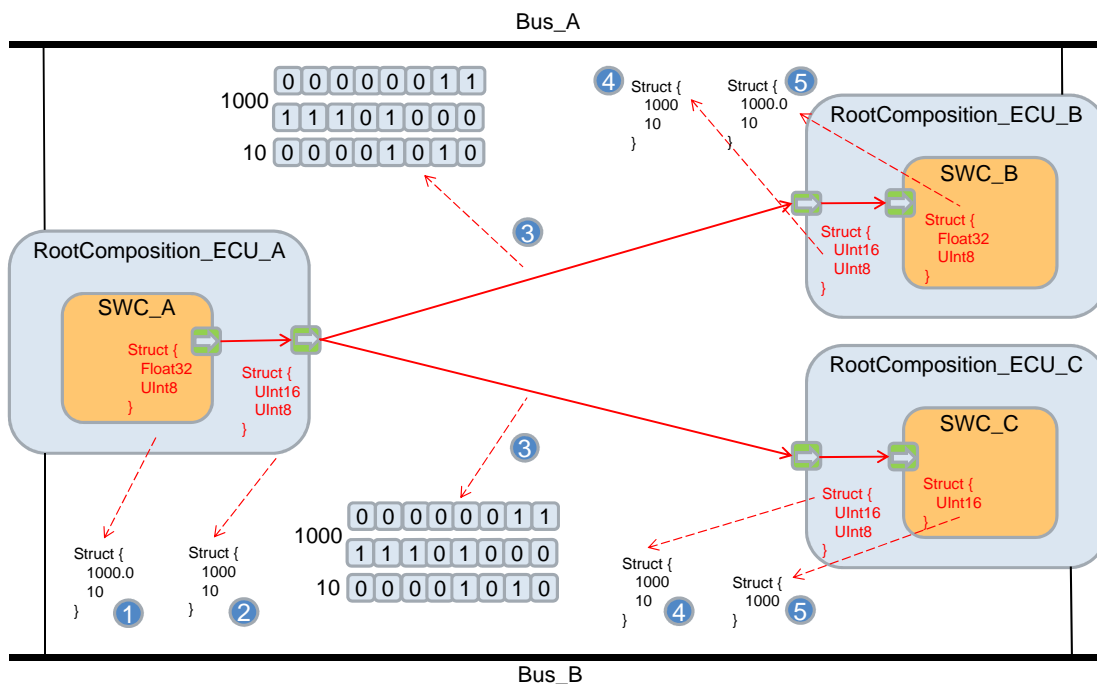 Bus_A
0 0 0 0 0 0 1 1
1000
1 1 1 0 1 0 0 0
10 0 0 0 0 1 0 1 0
4
Struct {
1000
10
}
Struct { 5
1000.0
10
}
RootComposition_ECU_B
SWC_B
Struct {
UInt16
UInt8
}
Struct {
Float32
UInt8
}
3
RootComposition_ECU_A
SWC_A
Struct {
Float32
UInt8
}
Struct {
UInt16
UInt8
}
RootComposition_ECU_C
SWC_C
Struct {
UInt16
UInt8
}
Struct {
UInt16
}
3
0 0 0 0 0 0 1 1
1000
1 1 1 0 1 0 0 0
10 0 0 0 0 1 0 1 0
Struct {
1000.0
10
} 1
Struct {
1000
10
} 2
Struct {
1000
10
} 4
Struct {
1000
} 5
Bus_B